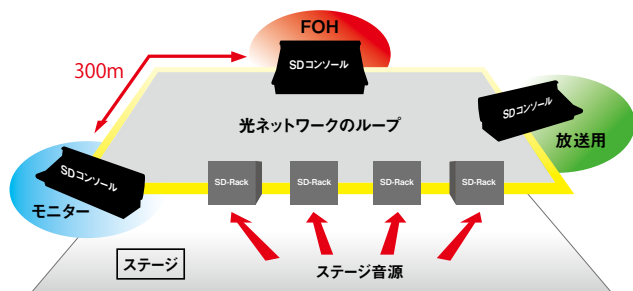 FOH
SDコンソール
300m
SDコンソール
光ネットワークのループ
放送用
SDコンソール
SD-Rack
SD-Rack
SD-Rack
SD-Rack
モニター
ステージ
ステージ音源